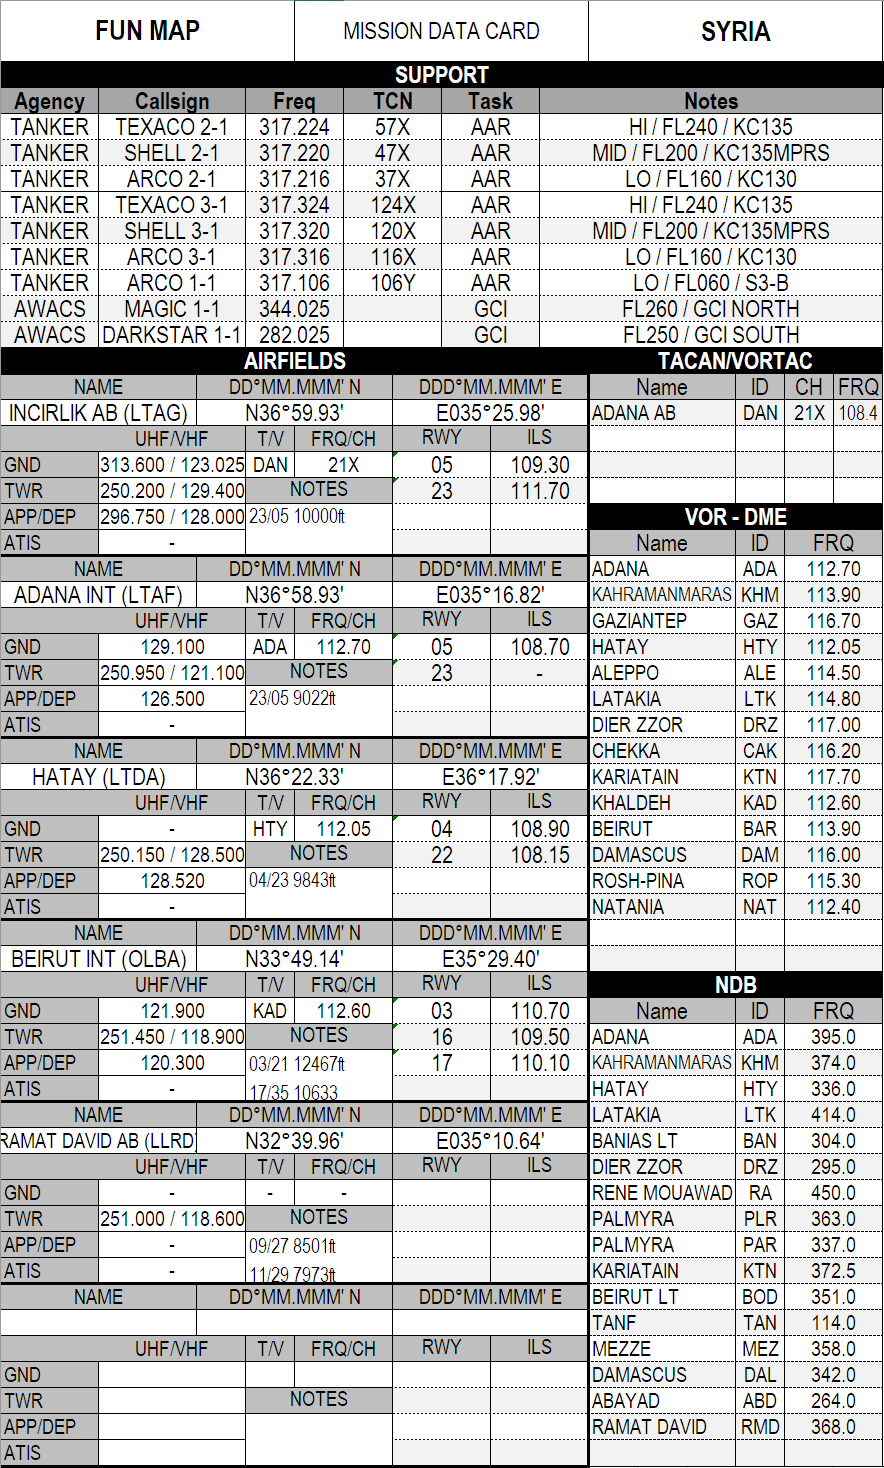 FUN MAP MISSION DATA CARD SYRIA
SUPPORT
Agency Callsign Freq TCN Task Notes
TANKER TEXACO 2-1 317.224 57X AAR HI / FL240 / KC135
TANKER SHELL 2-1 317.220 47X AAR MID / FL200 / KC135MPRS
TANKER ARCO 2-1 317.216 37X AAR LO / FL160 / KC130
TANKER TEXACO 3-1 317.324 124X AAR HI / FL240 / KC135
TANKER SHELL 3-1 317.320 120X AAR MID / FL200 / KC135MPRS
TANKER ARCO 3-1 317.316 116X AAR LO / FL160 / KC130
TANKER ARCO 1-1 317.106 106Y AAR LO / FL060 / S3-B
AWACS MAGIC 1-1 344.025 GCI FL260 / GCI NORTH
AWACS DARKSTAR 1-1 282.025 GCI FL250 / GCI SOUTH
AIRFIELDS
NAME DD°MM.MMM' N DDD°MM.MMM' E
INCIRLIK AB (LTAG) N36°59.93' E035°25.98'
UHF/VHF T/V FRQ/CH RWY ILS
GND 313.600 / 123.025 DAN 21X 05 109.30
TWR 250.200 / 129.400 NOTES 23 111.70
APP/DEP 296.750 / 128.000 23/05 10000ft
ATIS -
NAME DD°MM.MMM' N DDD°MM.MMM' E
ADANA INT (LTAF) N36°58.93' E035°16.82'
UHF/VHF T/V FRQ/CH RWY ILS
GND 129.100 ADA 112.70 05 108.70
TWR 250.950 / 121.100 NOTES 23 -
APP/DEP 126.500 23/05 9022ft
ATIS -
NAME DD°MM.MMM' N DDD°MM.MMM' E
HATAY (LTDA) N36°22.33' E36°17.92'
UHF/VHF T/V FRQ/CH RWY ILS
GND - HTY 112.05 04 108.90
TWR 250.150 / 128.500 NOTES 22 108.15
APP/DEP 128.520 04/23 9843ft
ATIS -
NAME DD°MM.MMM' N DDD°MM.MMM' E
BEIRUT INT (OLBA) N33°49.14' E35°29.40'
UHF/VHF T/V FRQ/CH RWY ILS
GND 121.900 KAD 112.60 03 110.70
TWR 251.450 / 118.900 NOTES 16 109.50
APP/DEP 120.300 03/21 12467ft 17 110.10
ATIS - 17/35 10633
NAME DD°MM.MMM' N DDD°MM.MMM' E
RAMAT DAVID AB (LLRD) N32°39.96' E035°10.64'
UHF/VHF T/V FRQ/CH RWY ILS
GND - - -
TWR 251.000 / 118.600 NOTES
APP/DEP - 09/27 8501ft
ATIS - 11/29 7973ft
NAME DD°MM.MMM' N DDD°MM.MMM' E
UHF/VHF T/V FRQ/CH RWY ILS
GND
TWR NOTES
APP/DEP
ATIS
TACAN/VORTAC
Name ID CH FRQ
ADANA AB DAN 21X 108.4
VOR - DME
Name ID FRQ
ADANA ADA 112.70
KAHRAMANMARAS KHM 113.90
GAZIANTEP GAZ 116.70
HATAY HTY 112.05
ALEPPO ALE 114.50
LATAKIA LTK 114.80
DIER ZZOR DRZ 117.00
CHEKKA CAK 116.20
KARIATAIN KTN 117.70
KHALDEH KAD 112.60
BEIRUT BAR 113.90
DAMASCUS DAM 116.00
ROSH-PINA ROP 115.30
NATANIA NAT 112.40
NDB
Name ID FRQ
ADANA ADA 395.0
KAHRAMANMARAS KHM 374.0
HATAY HTY 336.0
LATAKIA LTK 414.0
BANIAS LT BAN 304.0
DIER ZZOR DRZ 295.0
RENE MOUAWAD RA 450.0
PALMYRA PLR 363.0
PALMYRA PAR 337.0
KARIATAIN KTN 372.5
BEIRUT LT BOD 351.0
TANF TAN 114.0
MEZZE MEZ 358.0
DAMASCUS DAL 342.0
ABAYAD ABD 264.0
RAMAT DAVID RMD 368.0